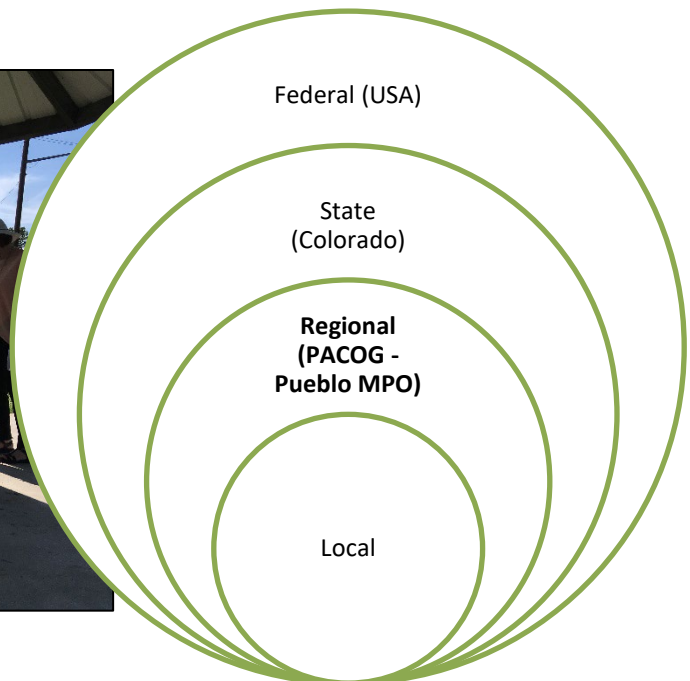 Federal (USA)
State
(Colorado)
Regional
(PACOG -
Pueblo MPO)
Local